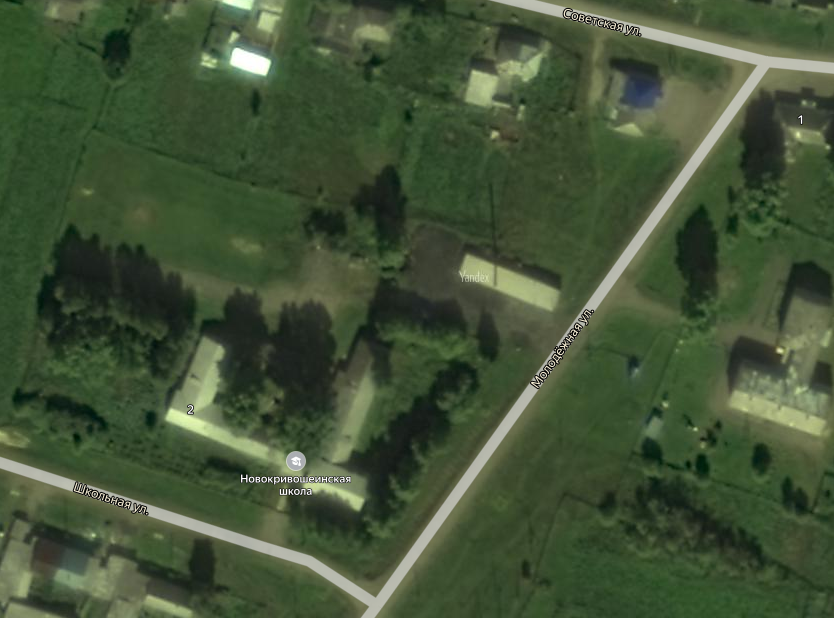 Советская ул.
1
Yandex
Молодёжная ул.
2
Новокривошеинская
школа
Школьная ул.